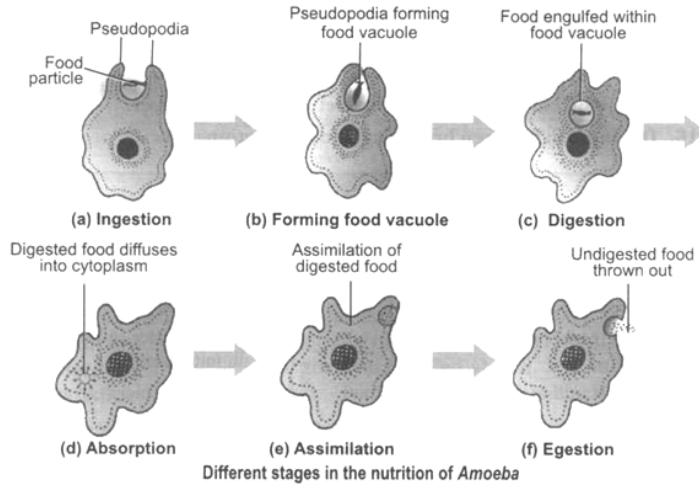 Pseudopodia
Food
particle
Pseudopodia forming
food vacuole
Food engulfed within
food vacuole
(a) Ingestion
(b) Forming food vacuole
(c) Digestion
Digested food diffuses
into cytoplasm
Assimilation of
digested food
Undigested food
thrown out
(d) Absorption
(e) Assimilation
(f) Egestion
Different stages in the nutrition of Amoeba